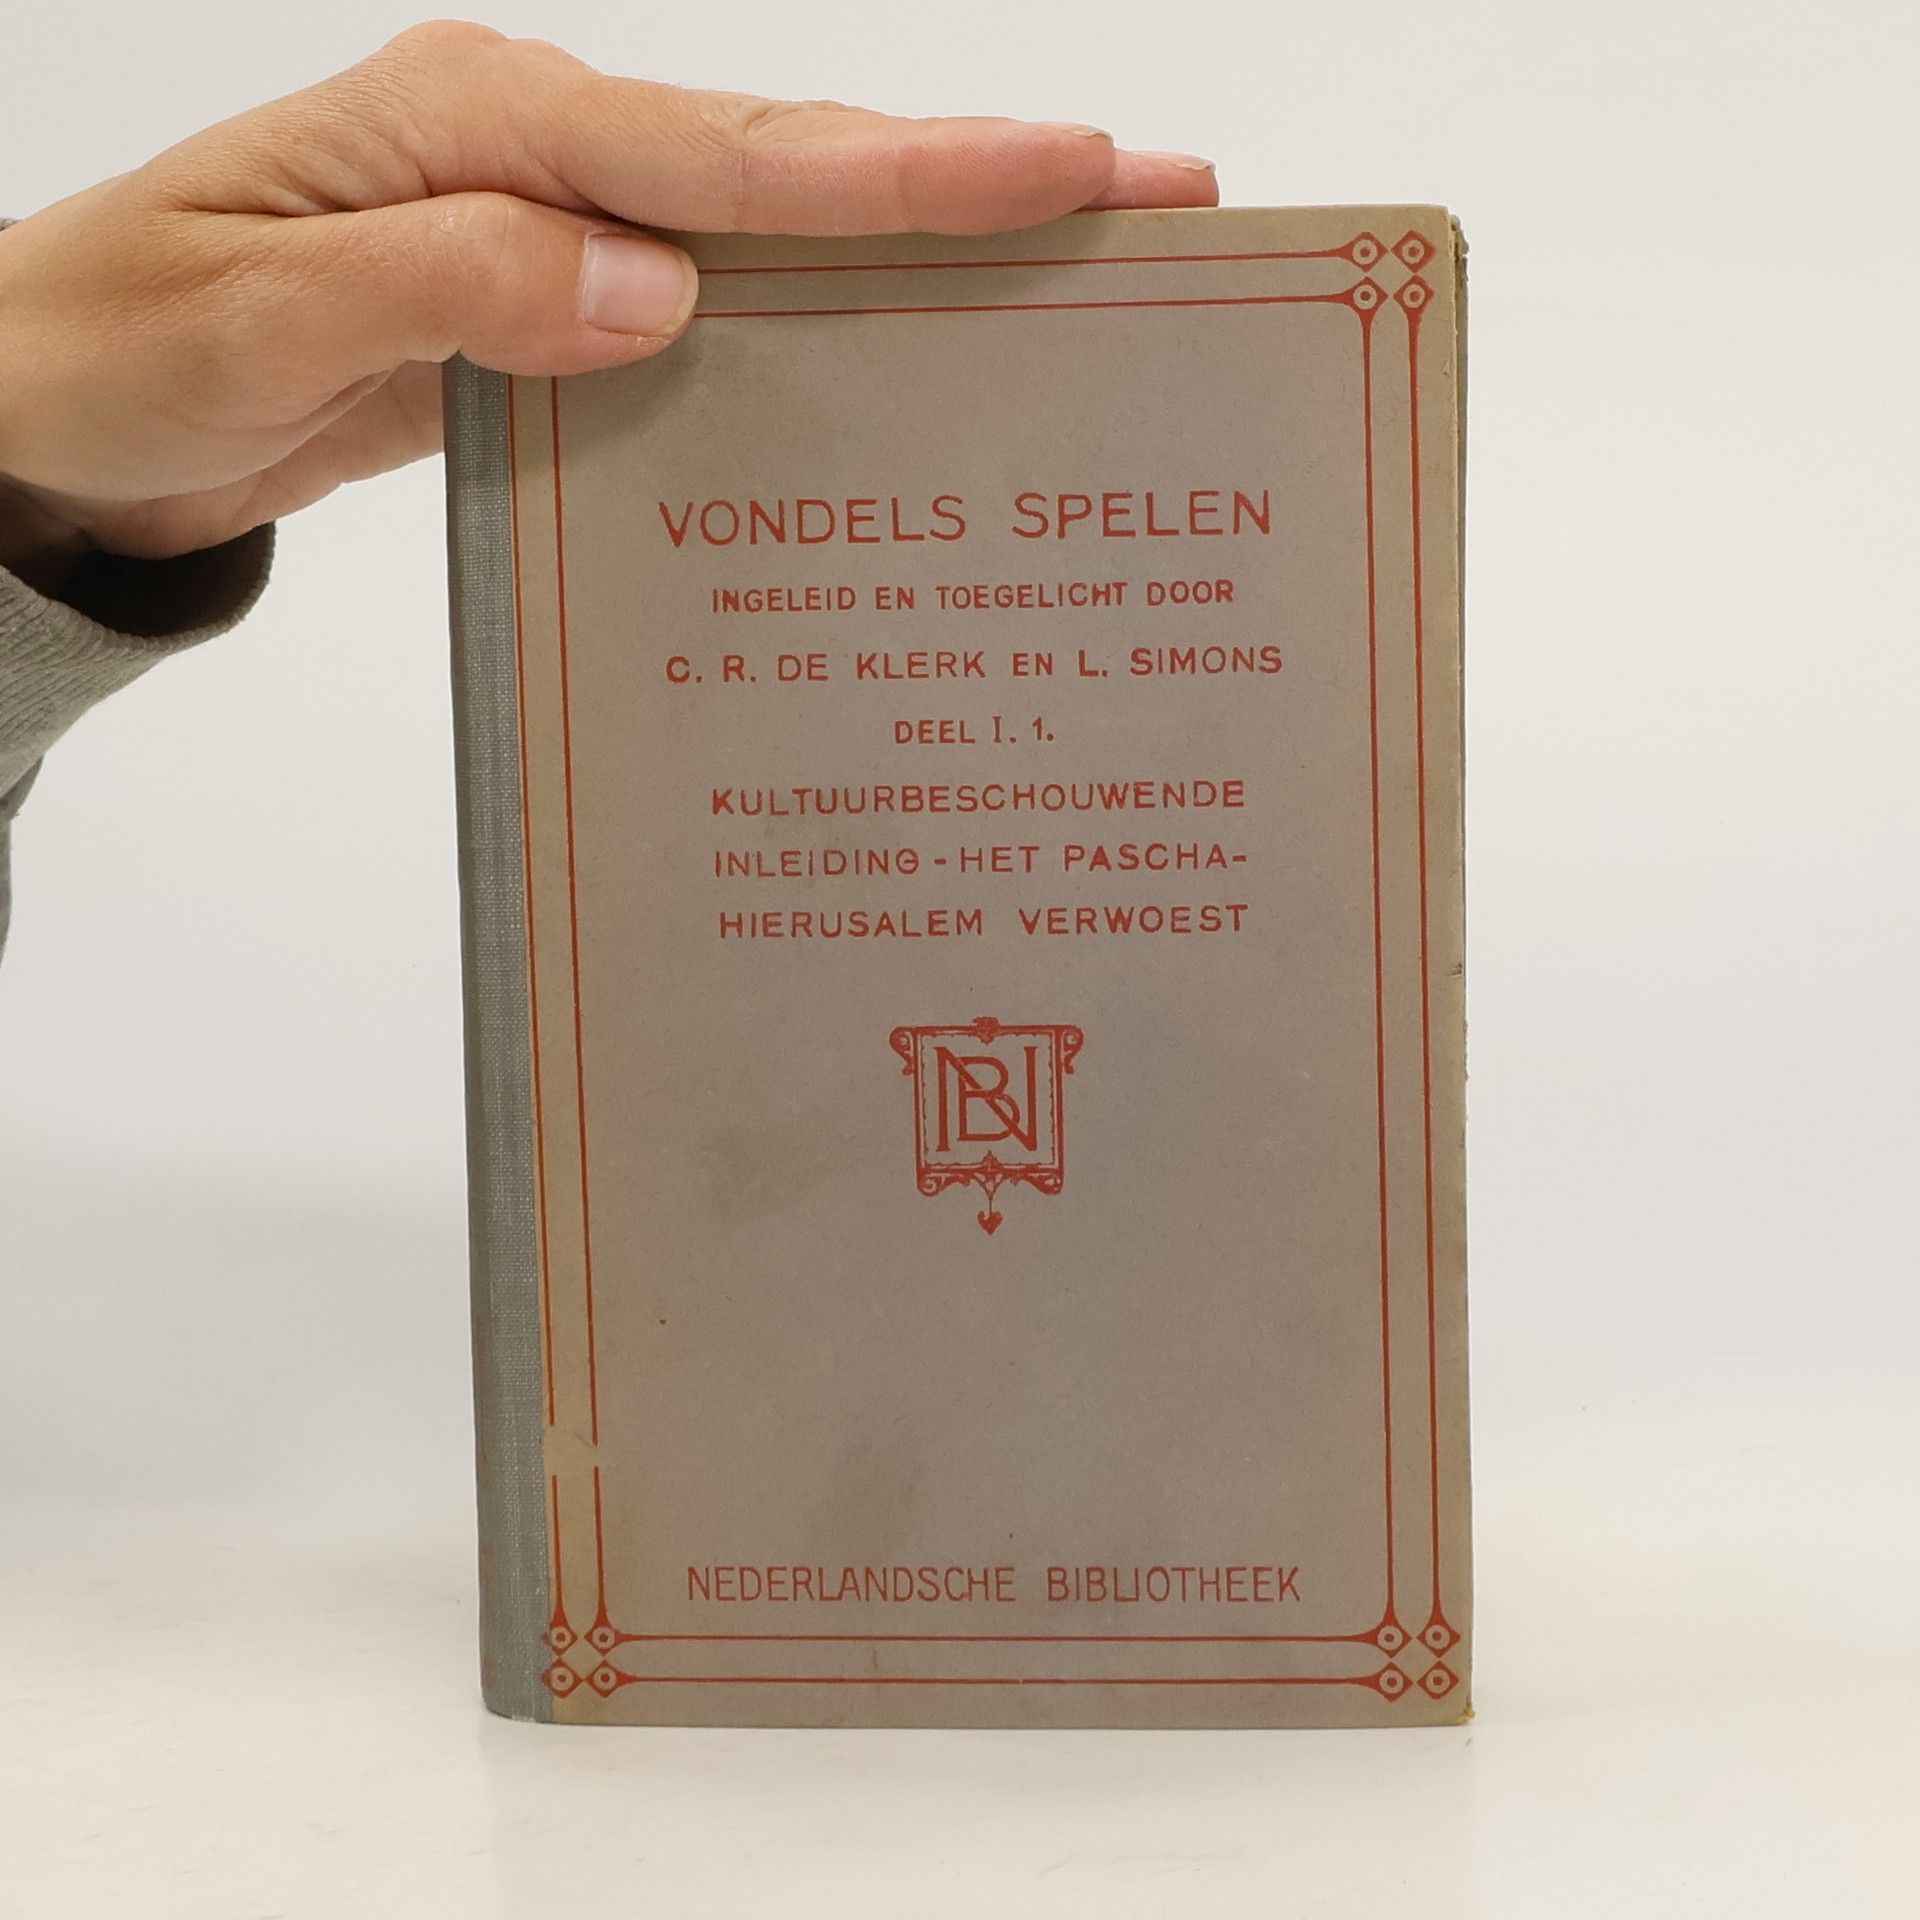 VONDELS SPELEN
INGELEID EN TOEGELICHT DOOR
C. R. DE KLERK EN L. SIMONS
DEEL I. 1.
KULTUURBESCHOUWENDE
INLEIDING - HET PASCHA-
HIERUSALEM VERWOEST
NB
NEDERLANDSCHE BIBLIOTHEEK